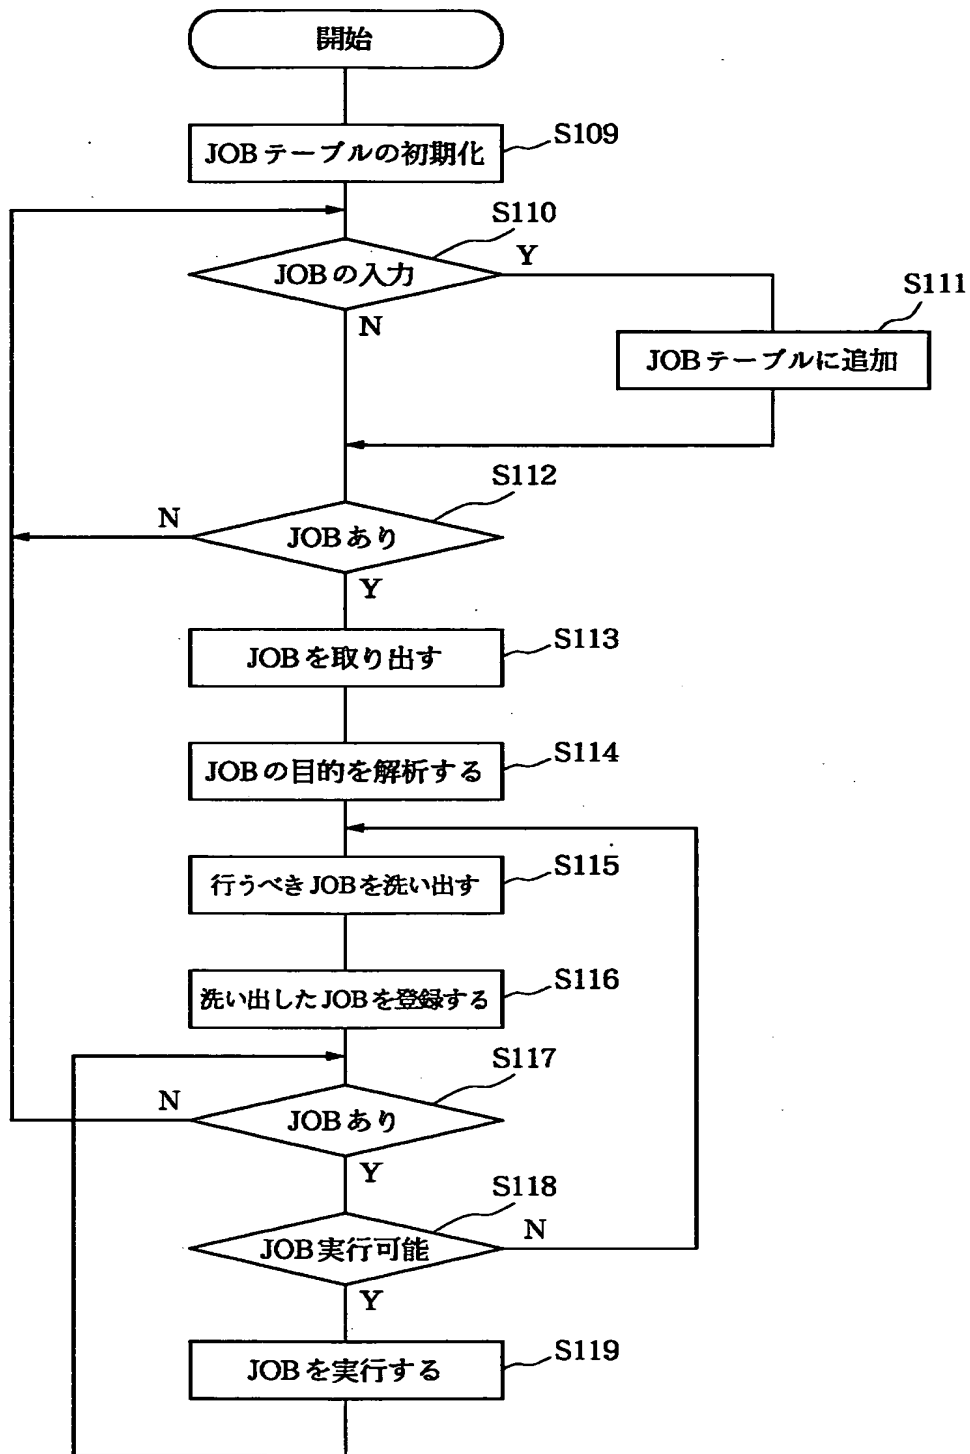 開始
JOBテーブルの初期化
S109
JOBの入力
S110
Y
N
JOBテーブルに追加
S111
JOBあり
S112
N
Y
JOBを取り出す
S113
JOBの目的を解析する
S114
行うべきJOBを洗い出す
S115
洗い出したJOBを登録する
S116
JOBあり
S117
N
Y
JOB実行可能
S118
N
Y
JOBを実行する
S119